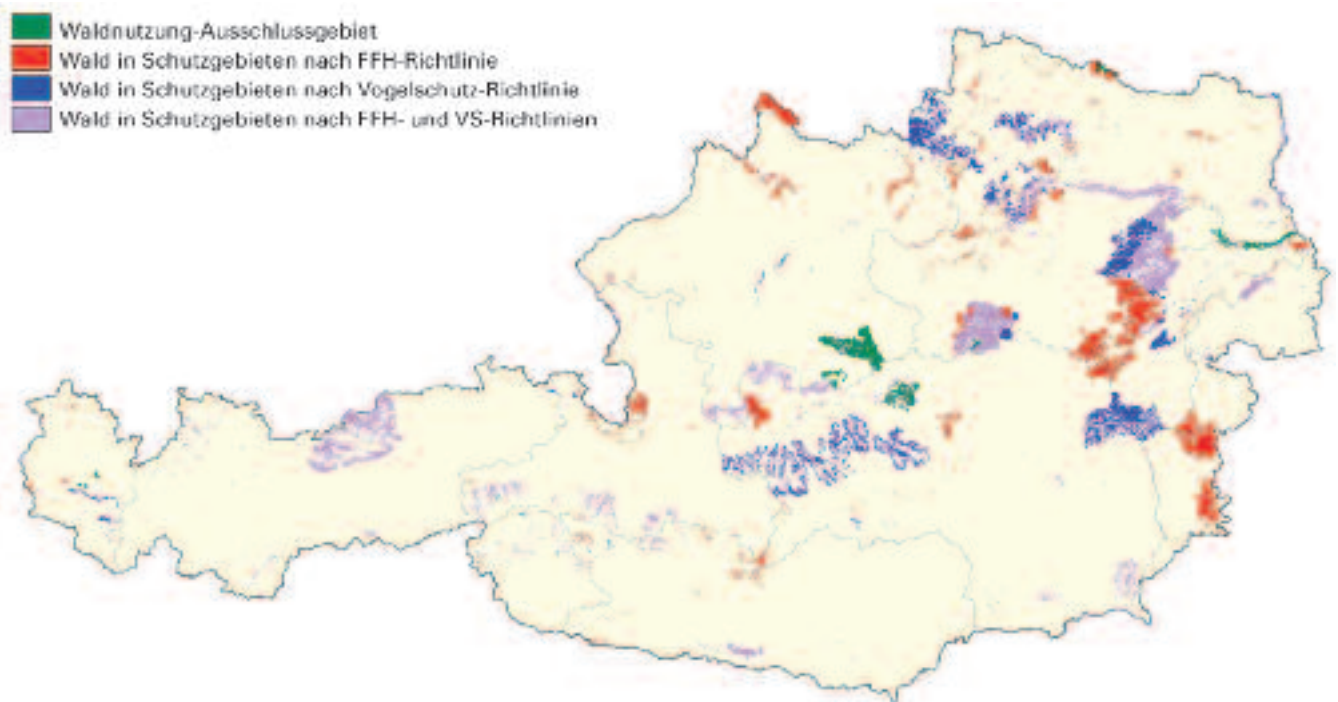 Waldnutzung-Ausschlussgebiet
Wald in Schutzgebieten nach FFH-Richtlinie
Wald in Schutzgebieten nach Vogelschutz-Richtlinie
Wald in Schutzgebieten nach FFH- und VS-Richtlinien